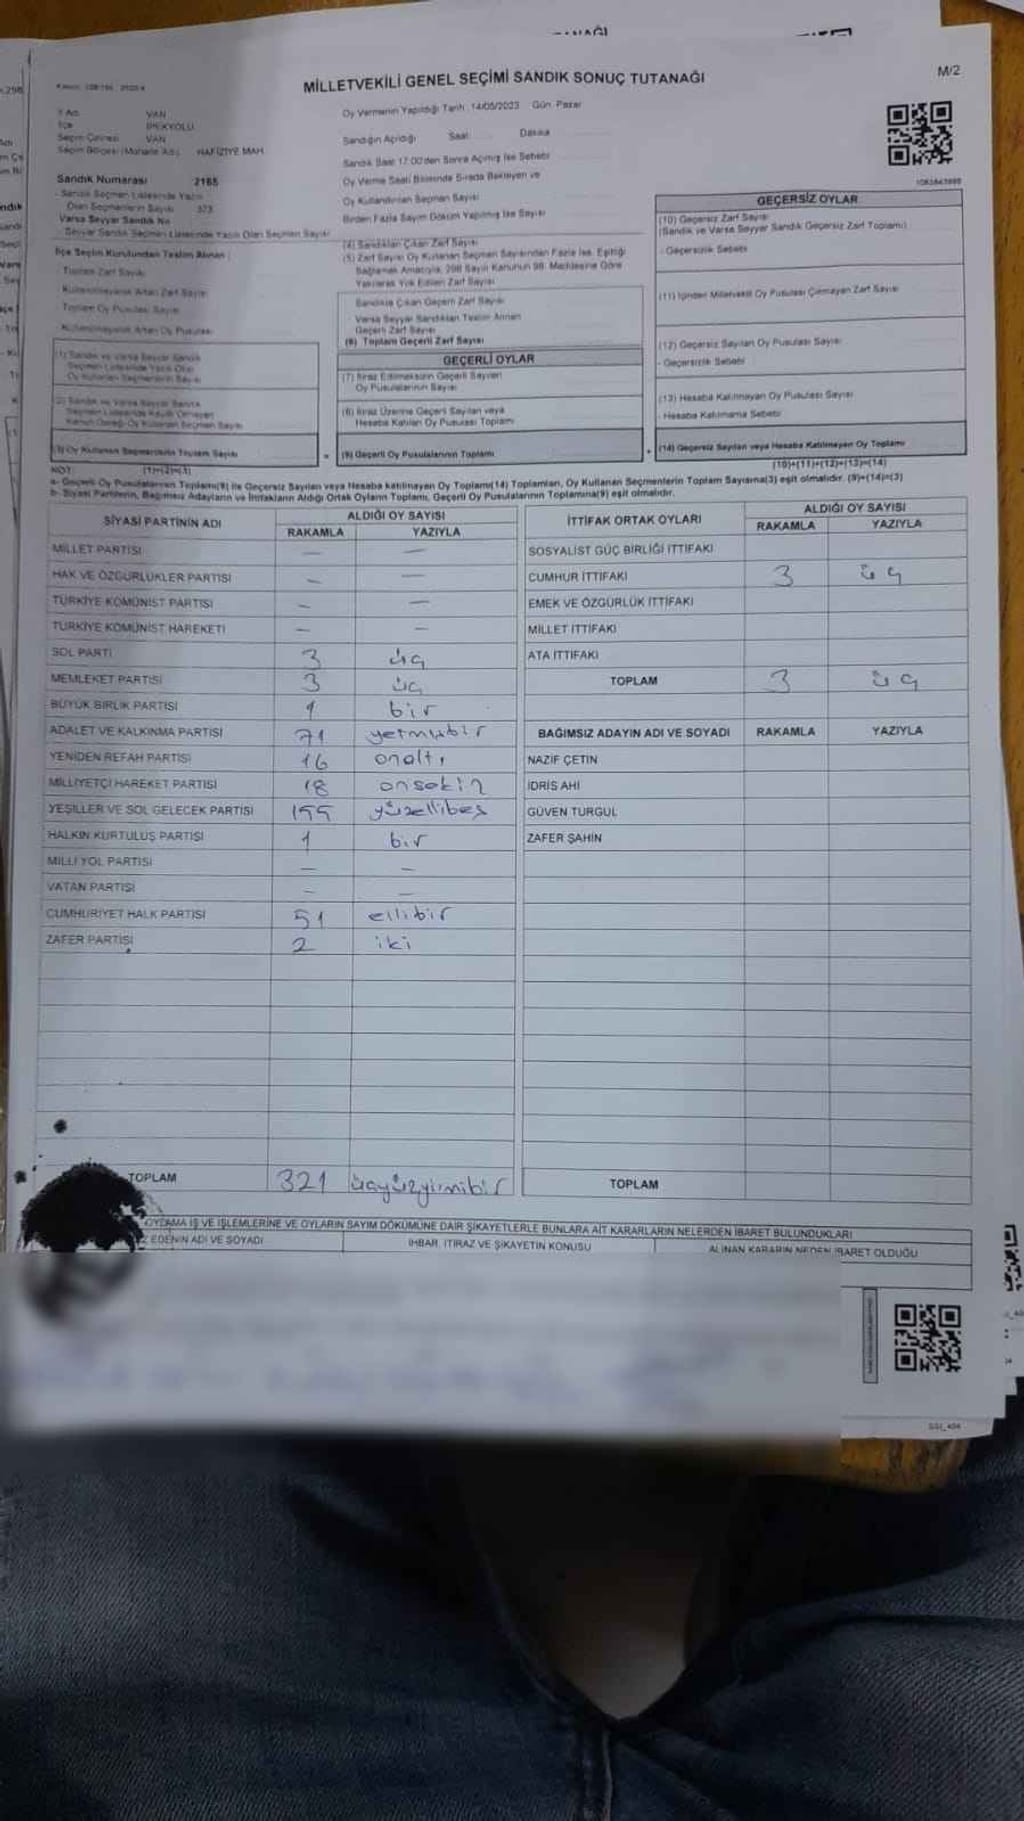 MİLLETVEKİLİ GENEL SEÇİMİ SANDIK SONUÇ TUTANAĞI
M/2
İl Adı VAN
İlçe İPEKYOLU
Seçim Çevresi VAN
Seçim Bölgesi (Mahalle Adı) HAFİZİYE MAH.
Sandık Numarası 2165
Sandık Seçmen Listesinde Yazılı
Olan Seçmenlerin Sayısı 373
Varsa Seyyar Sandık No
Seyyar Sandık Seçmen Listesinde Yazılı Olan Seçmen Sayısı
İlçe Seçim Kurulundan Teslim Alınan
Toplam Zarf Sayısı
Kullanılmayarak Artan Zarf Sayısı
Toplam Oy Pusulası Sayısı
Kullanılmayarak Artan Oy Pusulası
(1) Sandık ve Varsa Seyyar Sandık
Seçmen Listesinde Yazılı Olup
Oy Kullanan Seçmenlerin Sayısı
(3) Oy Kullanan Seçmenlerin Toplam Sayısı
(1)+(2)=(3)
Oy Vermenin Yapıldığı Tarih 14/05/2023 Gün Pazar
Sandığın Açıldığı Saat Dakika
Sandık Saat 17:00'den Sonra Açılmış İse Sebebi
Oy Verme Saati Bitiminde Sırada Bekleyen ve
Oy Kullandırılan Seçmen Sayısı
Birden Fazla Sayım Döküm Yapılmış İse Sayısı
(4) Sandıktan Çıkan Zarf Sayısı
(5) Zarf Sayısı Oy Kullanan Seçmen Sayısından Fazla İse, Eşitliği
Sağlamak Amacıyla, 298 Sayılı Kanunun 98. Maddesine Göre
Yakılarak Yok Edilen Zarf Sayısı
Sandıkta Çıkan Geçerli Zarf Sayısı
Varsa Seyyar Sandıktan Teslim Alınan
Geçerli Zarf Sayısı
(6) Toplam Geçerli Zarf Sayısı
GEÇERLİ OYLAR
(7) İtiraz Edilmeksizin Geçerli Sayılan
Oy Pusulalarının Sayısı
(8) İtiraz Üzerine Geçerli Sayılan veya
Hesaba Katılan Oy Pusulası Toplamı
(9) Geçerli Oy Pusulalarının Toplamı
GEÇERSİZ OYLAR
(10) Geçersiz Zarf Sayısı
(Sandık ve Varsa Seyyar Sandık Geçersiz Zarf Toplamı)
Geçersizlik Sebebi
(11) İçinden Milletvekili Oy Pusulası Çıkmayan Zarf Sayısı
(12) Geçersiz Sayılan Oy Pusulası Sayısı
Geçersizlik Sebebi
(13) Hesaba Katılmayan Oy Pusulası Sayısı
Hesaba Katılmama Sebebi
(14) Geçersiz Sayılan veya Hesaba Katılmayan Oy Toplamı
(10)+(11)+(12)+(13)=(14)
NOT:
a- Geçerli Oy Pusulalarının Toplamı(9) ile Geçersiz Sayılan veya Hesaba katılmayan Oy Toplamı(14) Toplamları, Oy Kullanan Seçmenlerin Toplam Sayısına(3) eşit olmalıdır. (9)+(14)=(3)
b- Siyasi Partilerin, Bağımsız Adayların ve İttifakların Aldığı Ortak Oyların Toplamı, Geçerli Oy Pusulalarının Toplamına(9) eşit olmalıdır.
SİYASİ PARTİNİN ADI ALDIĞI OY SAYISI
RAKAMLA YAZIYLA
MİLLET PARTİSİ — —
HAK VE ÖZGÜRLÜKLER PARTİSİ — —
TÜRKİYE KOMÜNİST PARTİSİ — —
TÜRKİYE KOMÜNİST HAREKETİ — —
SOL PARTİ 3 üç
MEMLEKET PARTİSİ 3 üç
BÜYÜK BİRLİK PARTİSİ 1 bir
ADALET VE KALKINMA PARTİSİ 71 yetmişbir
YENİDEN REFAH PARTİSİ 16 onaltı
MİLLİYETÇİ HAREKET PARTİSİ 18 onsekiz
YEŞİLLER VE SOL GELECEK PARTİSİ 155 yüzellibeş
HALKIN KURTULUŞ PARTİSİ 1 bir
MİLLİ YOL PARTİSİ — —
VATAN PARTİSİ — —
CUMHURİYET HALK PARTİSİ 51 ellibir
ZAFER PARTİSİ 2 iki
TOPLAM 321 üçyüzyirmibir
İTTİFAK ORTAK OYLARI ALDIĞI OY SAYISI
RAKAMLA YAZIYLA
SOSYALİST GÜÇ BİRLİĞİ İTTİFAKI
CUMHUR İTTİFAKI 3 üç
EMEK VE ÖZGÜRLÜK İTTİFAKI
MİLLET İTTİFAKI
ATA İTTİFAKI
TOPLAM 3 üç
BAĞIMSIZ ADAYIN ADI VE SOYADI RAKAMLA YAZIYLA
NAZİF ÇETİN
İDRİS AHİ
GÜVEN TURGUL
ZAFER ŞAHİN
TOPLAM
OYLAMA İŞ VE İŞLEMLERİNE VE OYLARIN SAYIM DÖKÜMÜNE DAİR ŞİKAYETLERLE BUNLARA AİT KARARLARIN NELERDEN İBARET BULUNDUKLARI
EDENİN ADI VE SOYADI İHBAR, İTİRAZ VE ŞİKAYETİN KONUSU ALINAN KARARIN NEDEN İBARET OLDUĞU